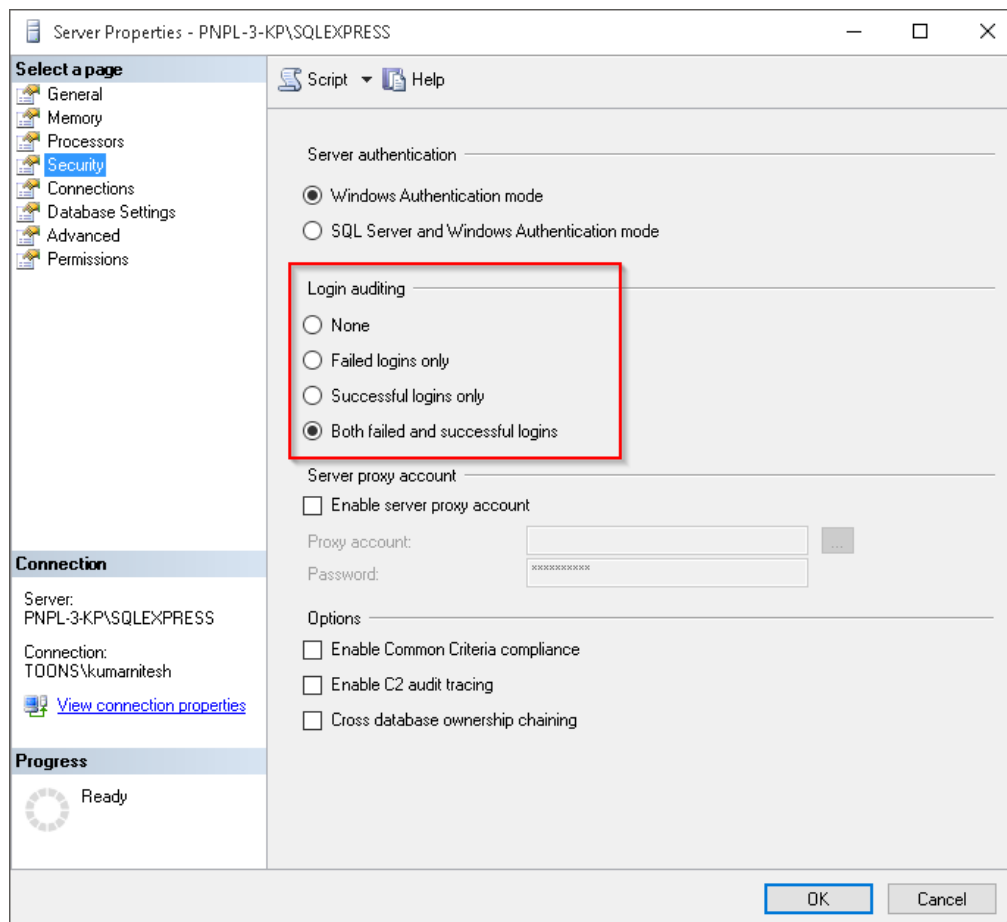 Server Properties - PNPL-3-KP\SQLEXPRESS
Select a page
General
Memory
Processors
Security
Connections
Database Settings
Advanced
Permissions
Connection
Server:
PNPL-3-KP\SQLEXPRESS
Connection:
TOONS\kumarnitesh
View connection properties
Progress
Ready
Script Help
Server authentication
Windows Authentication mode
SQL Server and Windows Authentication mode
Login auditing
None
Failed logins only
Successful logins only
Both failed and successful logins
Server proxy account
Enable server proxy account
Proxy account:
...
Password:
**********
Options
Enable Common Criteria compliance
Enable C2 audit tracing
Cross database ownership chaining
OK Cancel